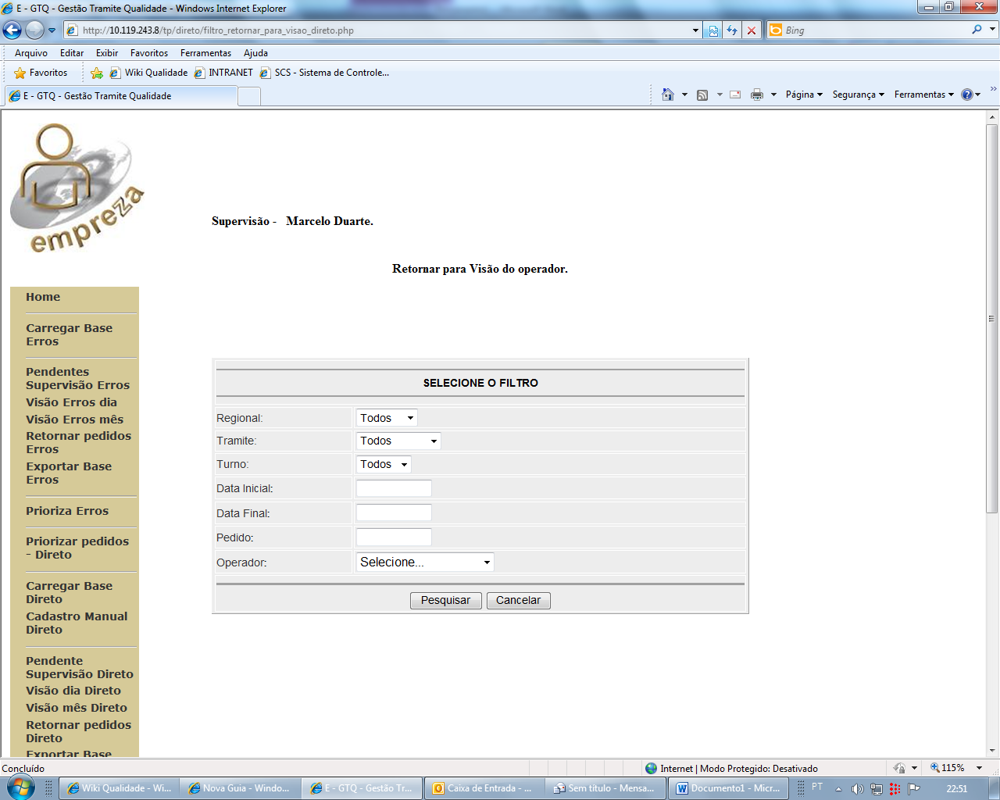 E - GTQ - Gestão Tramite Qualidade - Windows Internet Explorer
http://10.119.243.8/tp/direto/filtro_retornar_para_visao_direto.php
Bing
Arquivo Editar Exibir Favoritos Ferramentas Ajuda
Favoritos Wiki Qualidade INTRANET SCS - Sistema de Controle...
E - GTQ - Gestão Tramite Qualidade
Página Segurança Ferramentas
empreza
Supervisão - Marcelo Duarte.
Retornar para Visão do operador.
Home
Carregar Base
Erros
Pendentes
Supervisão Erros
Visão Erros dia
Visão Erros mês
Retornar pedidos
Erros
Exportar Base
Erros
Prioriza Erros
Priorizar pedidos
- Direto
Carregar Base
Direto
Cadastro Manual
Direto
Pendente
Supervisão Direto
Visão dia Direto
Visão mês Direto
Retornar pedidos
Direto
Exportar Base
SELECIONE O FILTRO
Regional: Todos
Tramite: Todos
Turno: Todos
Data Inicial:
Data Final:
Pedido:
Operador: Selecione...
Pesquisar Cancelar
Concluído
Internet | Modo Protegido: Desativado
115%
Wiki Qualidade - Wi...
Nova Guia - Window...
E - GTQ - Gestão Tr...
Caixa de Entrada - ...
Sem título - Mensa...
Documento1 - Micr...
PT
22:51